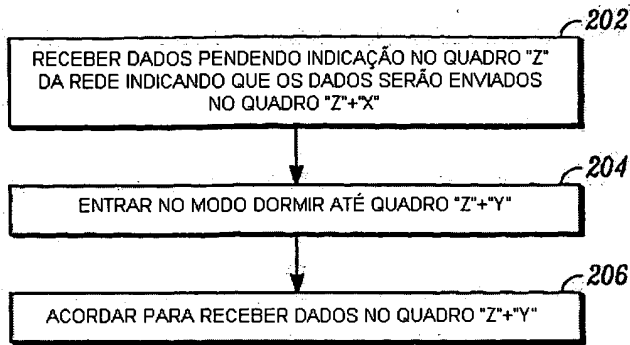 202
RECEBER DADOS PENDENDO INDICAÇÃO NO QUADRO "Z"
DA REDE INDICANDO QUE OS DADOS SERÃO ENVIADOS
NO QUADRO "Z"+"X"
204
ENTRAR NO MODO DORMIR ATÉ QUADRO "Z"+"Y"
206
ACORDAR PARA RECEBER DADOS NO QUADRO "Z"+"Y"